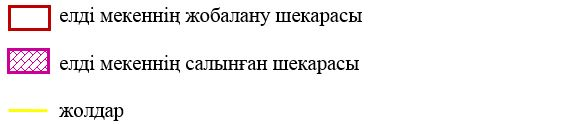 елді мекеннің жобалану шекарасы
елді мекеннің салынған шекарасы
жолдар